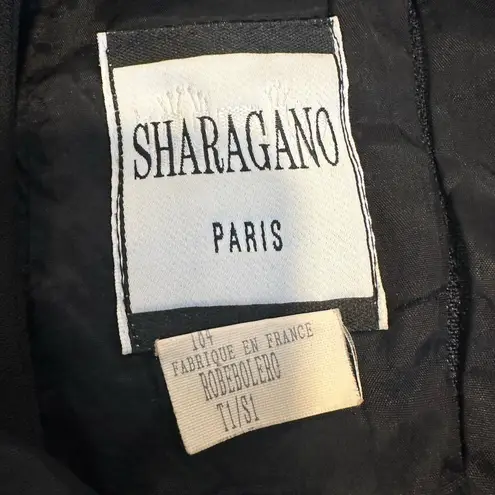 SHARAGANO
PARIS
104
FABRIQUE EN FRANCE
ROBEBOLERO
T1/S1